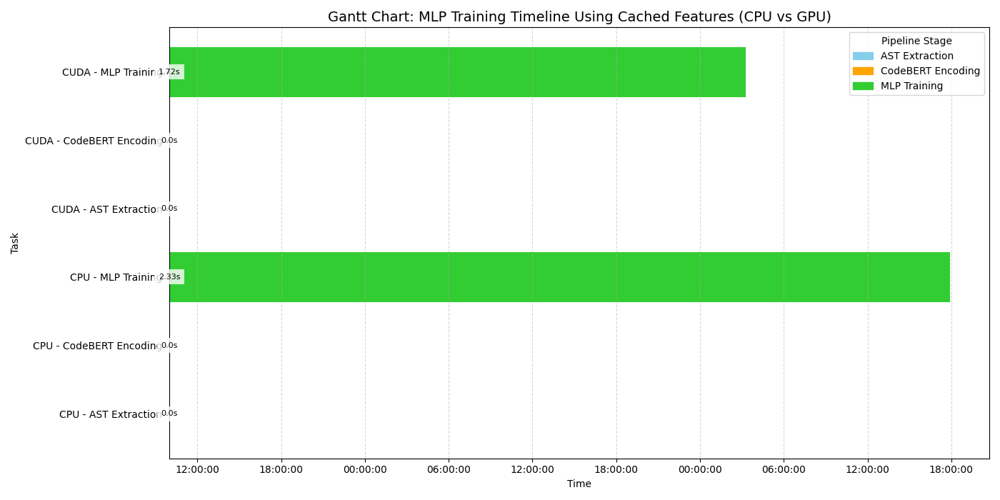 Gantt Chart: MLP Training Timeline Using Cached Features (CPU vs GPU)
Pipeline Stage
AST Extraction
CodeBERT Encoding
MLP Training
CUDA - MLP Training
1.72s
CUDA - CodeBERT Encoding
0.0s
CUDA - AST Extraction
0.0s
Task
CPU - MLP Training
2.33s
CPU - CodeBERT Encoding
0.0s
CPU - AST Extraction
0.0s
12:00:00 18:00:00 00:00:00 06:00:00 12:00:00 18:00:00 00:00:00 06:00:00 12:00:00 18:00:00
Time